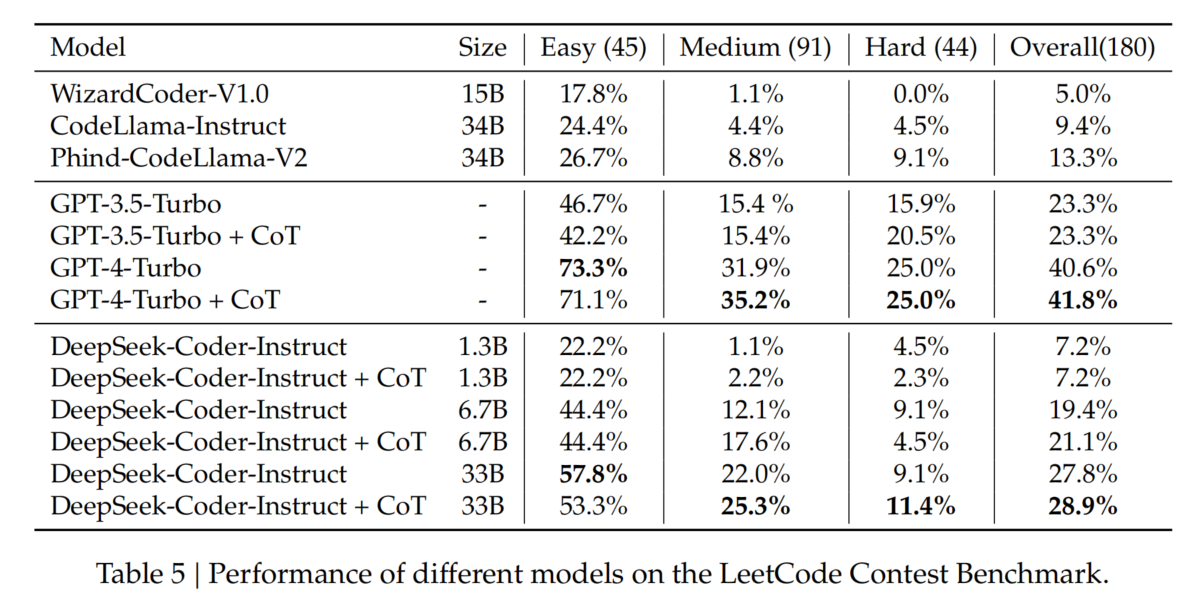 Model Size Easy (45) Medium (91) Hard (44) Overall(180)
WizardCoder-V1.0 15B 17.8% 1.1% 0.0% 5.0%
CodeLlama-Instruct 34B 24.4% 4.4% 4.5% 9.4%
Phind-CodeLlama-V2 34B 26.7% 8.8% 9.1% 13.3%
GPT-3.5-Turbo - 46.7% 15.4 % 15.9% 23.3%
GPT-3.5-Turbo + CoT - 42.2% 15.4% 20.5% 23.3%
GPT-4-Turbo - 73.3% 31.9% 25.0% 40.6%
GPT-4-Turbo + CoT - 71.1% 35.2% 25.0% 41.8%
DeepSeek-Coder-Instruct 1.3B 22.2% 1.1% 4.5% 7.2%
DeepSeek-Coder-Instruct + CoT 1.3B 22.2% 2.2% 2.3% 7.2%
DeepSeek-Coder-Instruct 6.7B 44.4% 12.1% 9.1% 19.4%
DeepSeek-Coder-Instruct + CoT 6.7B 44.4% 17.6% 4.5% 21.1%
DeepSeek-Coder-Instruct 33B 57.8% 22.0% 9.1% 27.8%
DeepSeek-Coder-Instruct + CoT 33B 53.3% 25.3% 11.4% 28.9%
Table 5 | Performance of different models on the LeetCode Contest Benchmark.